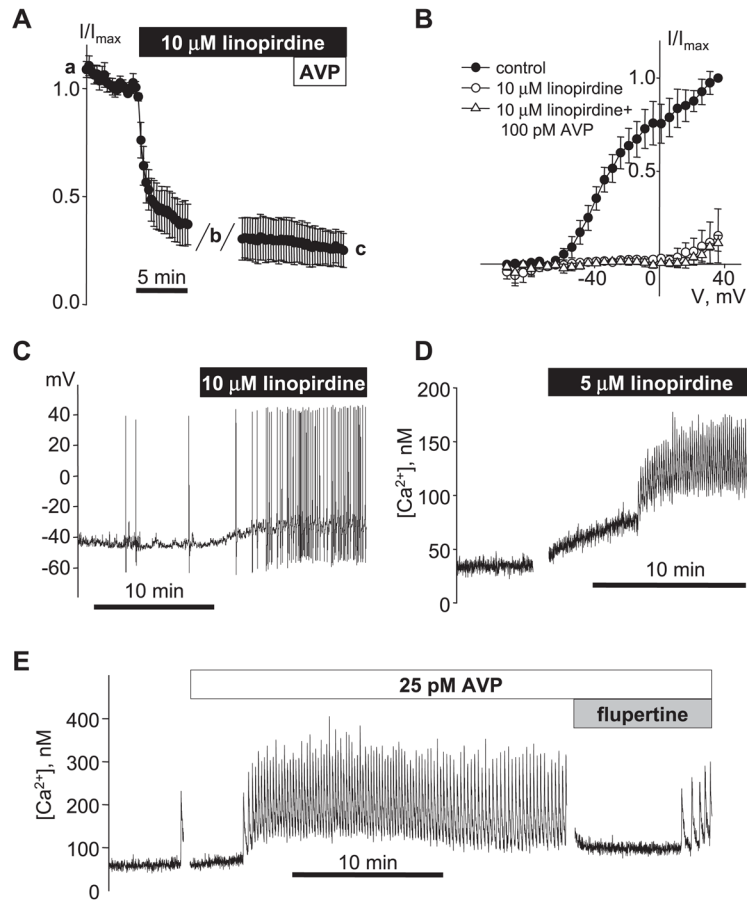 A
I/Imax
10 μM linopirdine
AVP
a
1.0
0.5
b
c
5 min
0.0
B
I/Imax
control
10 μM linopirdine
10 μM linopirdine+
100 pM AVP
1.0
0.5
-40
0
40
V, mV
C
mV
10 μM linopirdine
40
20
0
-20
-40
-60
10 min
D
5 μM linopirdine
[Ca2+], nM
200
150
100
50
0
10 min
E
25 pM AVP
flupertine
[Ca2+], nM
400
300
200
100
0
10 min